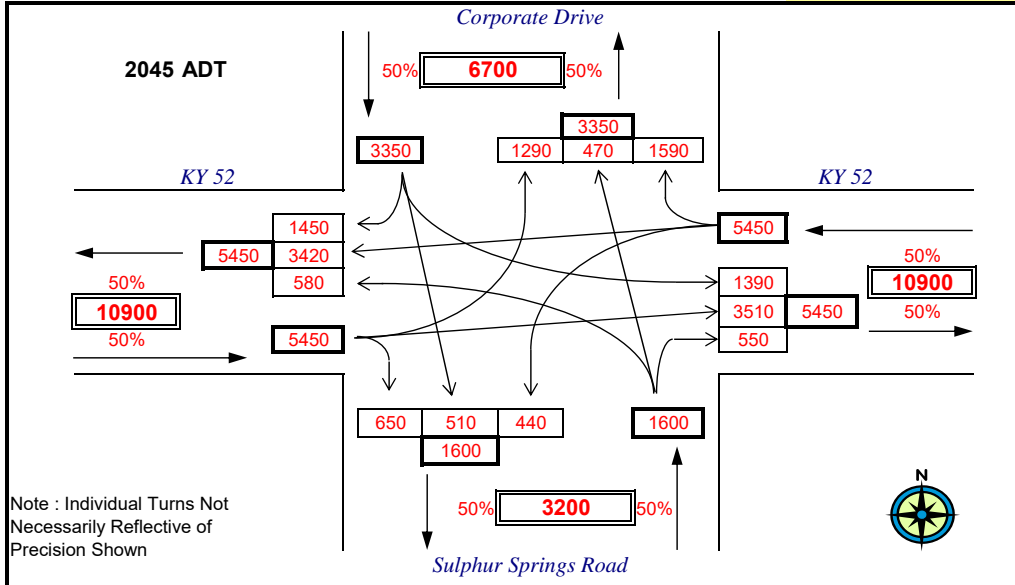 Corporate Drive
2045 ADT
50% 6700 50%
3350
3350
1290 470 1590
KY 52
KY 52
1450
5450 3420
580
5450
50%
10900
50%
50%
10900
50%
1390
3510 5450
550
5450
650 510 440
1600
1600
50% 3200 50%
N
Note : Individual Turns Not
Necessarily Reflective of
Precision Shown
Sulphur Springs Road